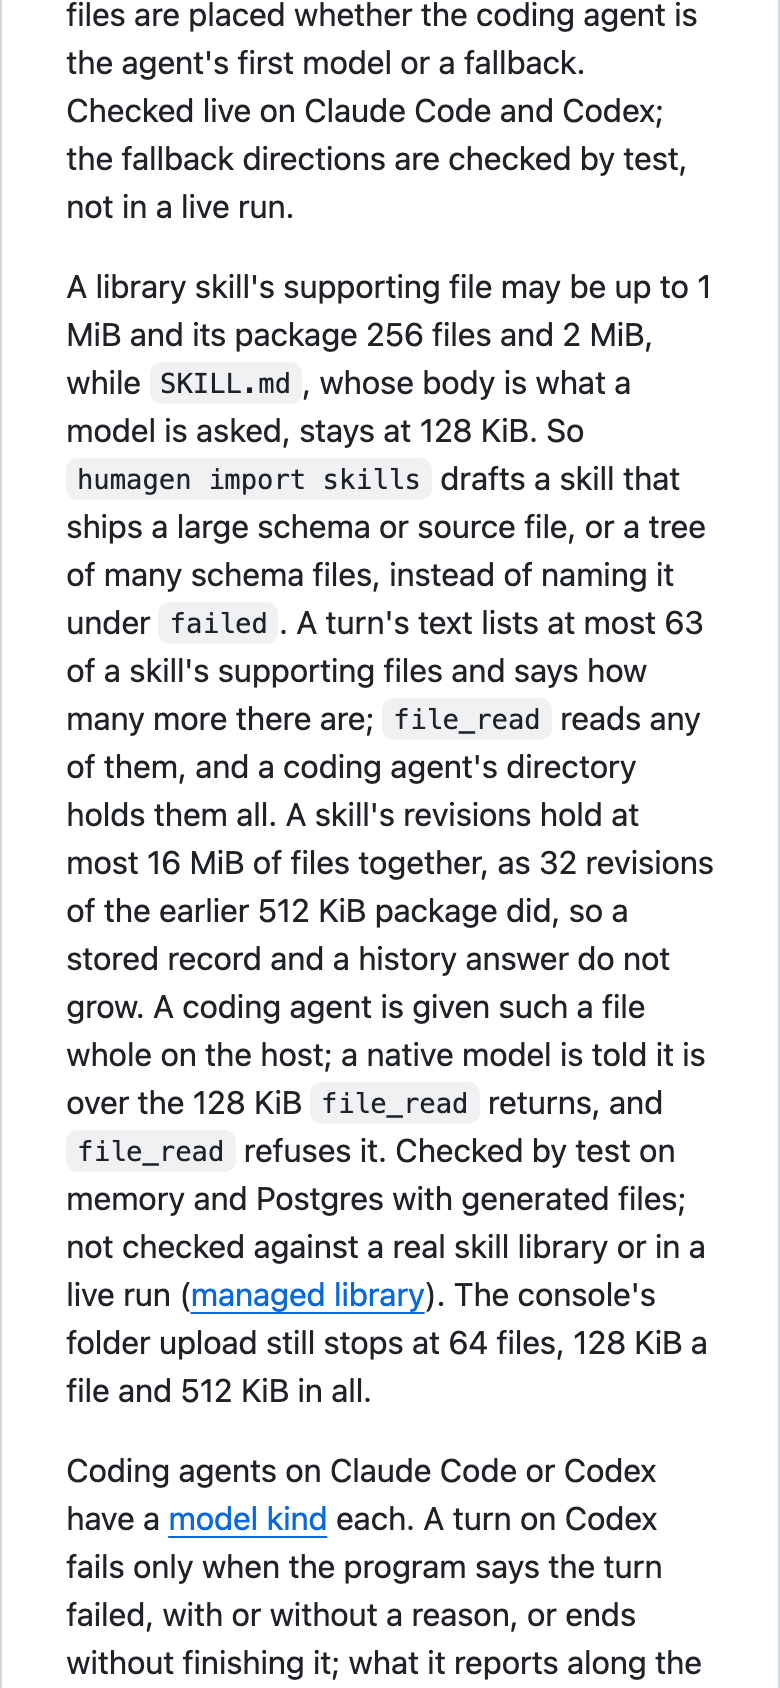 files are placed whether the coding agent is
the agent's first model or a fallback.
Checked live on Claude Code and Codex;
the fallback directions are checked by test,
not in a live run.
A library skill's supporting file may be up to 1
MiB and its package 256 files and 2 MiB,
while SKILL.md, whose body is what a
model is asked, stays at 128 KiB. So
humagen import skills drafts a skill that
ships a large schema or source file, or a tree
of many schema files, instead of naming it
under failed. A turn's text lists at most 63
of a skill's supporting files and says how
many more there are; file_read reads any
of them, and a coding agent's directory
holds them all. A skill's revisions hold at
most 16 MiB of files together, as 32 revisions
of the earlier 512 KiB package did, so a
stored record and a history answer do not
grow. A coding agent is given such a file
whole on the host; a native model is told it is
over the 128 KiB file_read returns, and
file_read refuses it. Checked by test on
memory and Postgres with generated files;
not checked against a real skill library or in a
live run (managed library). The console's
folder upload still stops at 64 files, 128 KiB a
file and 512 KiB in all.
Coding agents on Claude Code or Codex
have a model kind each. A turn on Codex
fails only when the program says the turn
failed, with or without a reason, or ends
without finishing it; what it reports along the